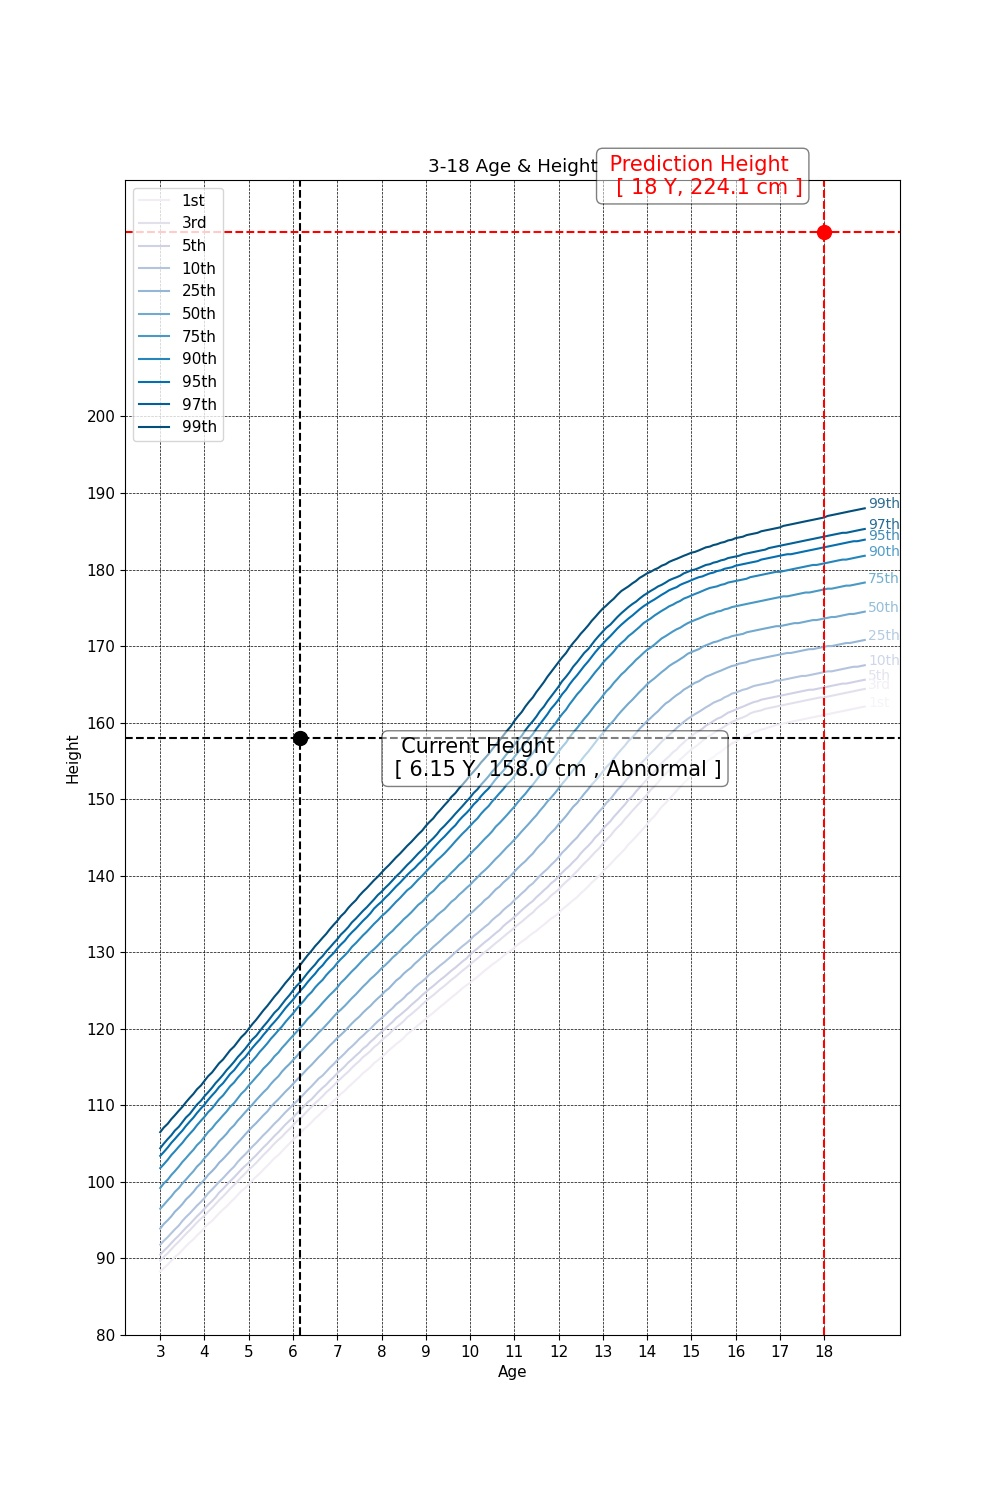 3-18 Age & Height
Prediction Height
[ 18 Y, 224.1 cm ]
1st
3rd
5th
10th
25th
50th
75th
90th
95th
97th
99th
200
190
180
170
160
150
140
130
120
110
100
90
80
Height
99th
97th
95th
90th
75th
50th
25th
10th
5th
3rd
1st
Current Height
[ 6.15 Y, 158.0 cm , Abnormal ]
3 4 5 6 7 8 9 10 11 12 13 14 15 16 17 18
Age